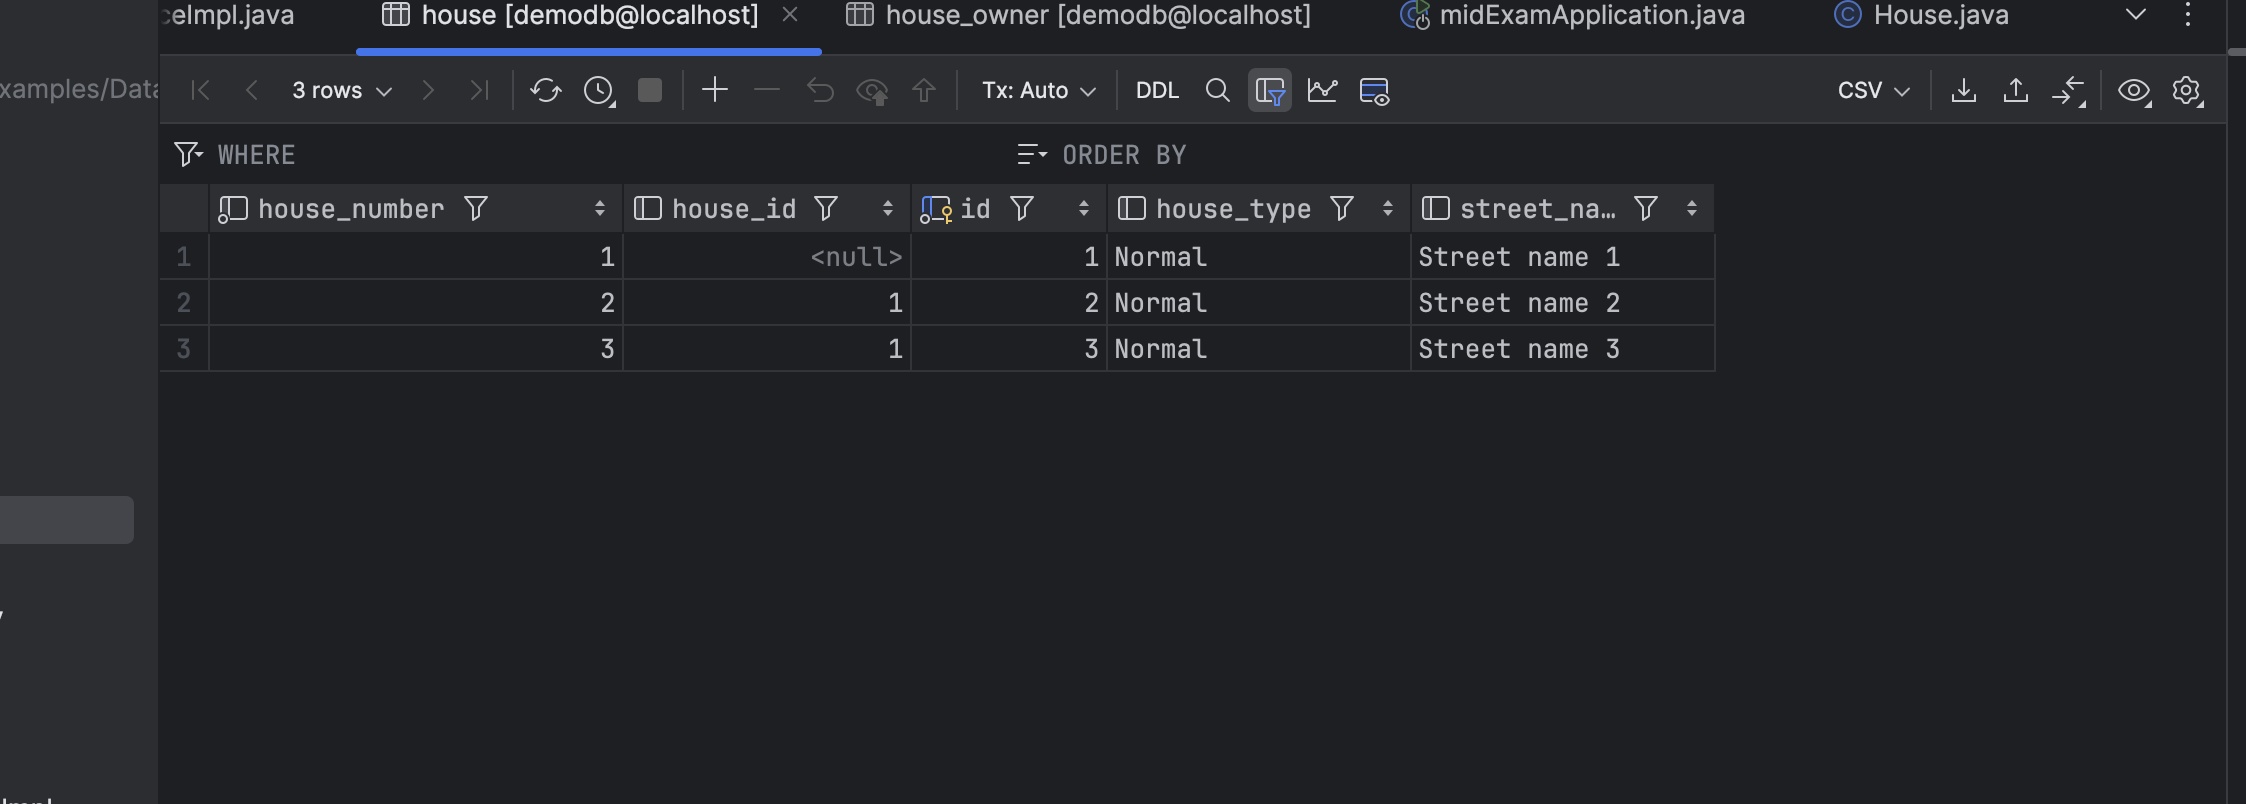 ceImpl.java house [demodb@localhost] house_owner [demodb@localhost] midExamApplication.java House.java
xamples/Data 3 rows Tx: Auto DDL CSV
WHERE ORDER BY
house_number house_id id house_type street_na…
1 1 <null> 1 Normal Street name 1
2 2 1 2 Normal Street name 2
3 3 1 3 Normal Street name 3